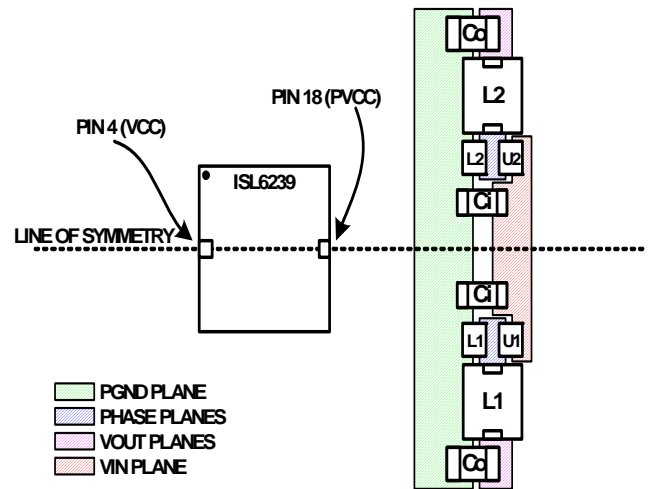 Co
L2
PIN 18 (PVCC)
PIN 4 (VCC)
L2
U2
ISL6239
Ci
LINE OF SYMMETRY
Ci
L1
U1
L1
PGND PLANE
PHASE PLANES
VOUT PLANES
VIN PLANE
Co